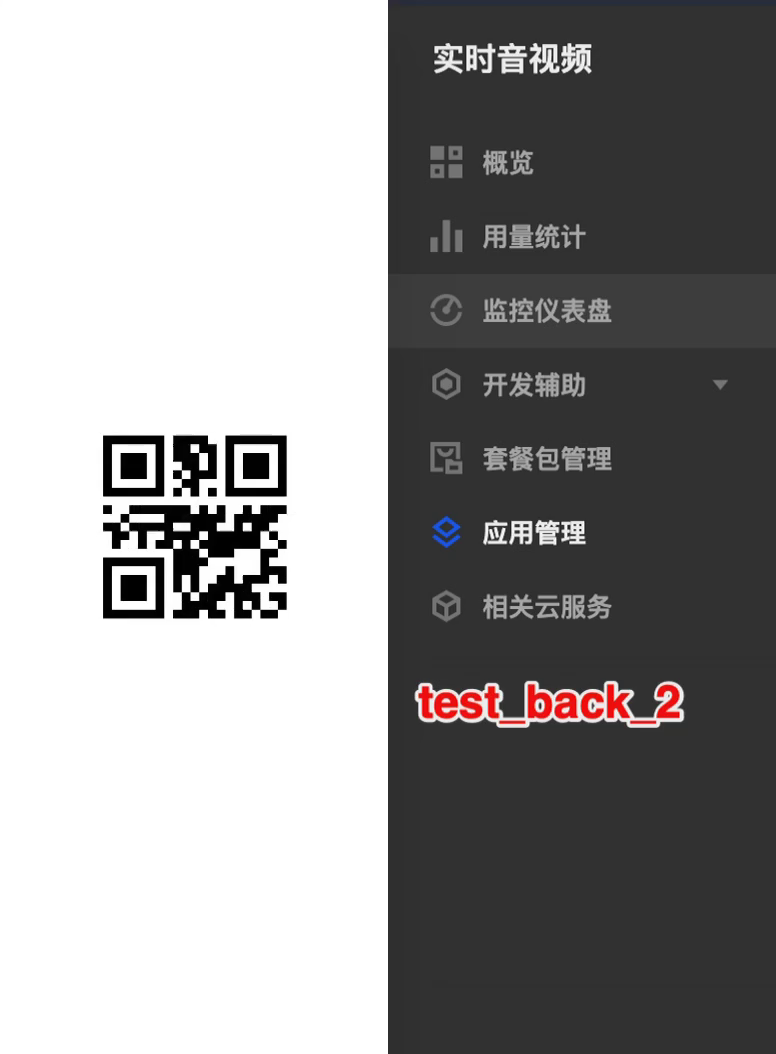 实时音视频
概览
用量统计
监控仪表盘
开发辅助
套餐包管理
应用管理
相关云服务
test_back_2